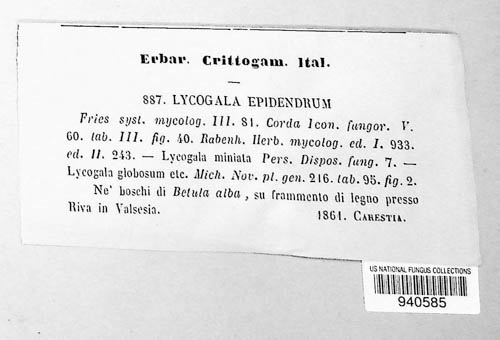 Erbar. Crittogam. Ital.
887. LYCOGALA EPIDENDRUM
Fries syst. mycolog. III. 81. Corda Icon. fungor. V.
60. tab. III. fig. 40. Rabenh. Herb. mycolog. ed. I. 933.
ed. II. 243. — Lycogala miniata Pers. Dispos. fung. 7. —
Lycogala globosum etc. Mich. Nov. pl. gen. 216. tab. 95. fig. 2.
Ne' boschi di Betula alba, su frammento di legno presso
Riva in Valsesia. 1861. CARESTIA.
US NATIONAL FUNGUS COLLECTIONS
940585